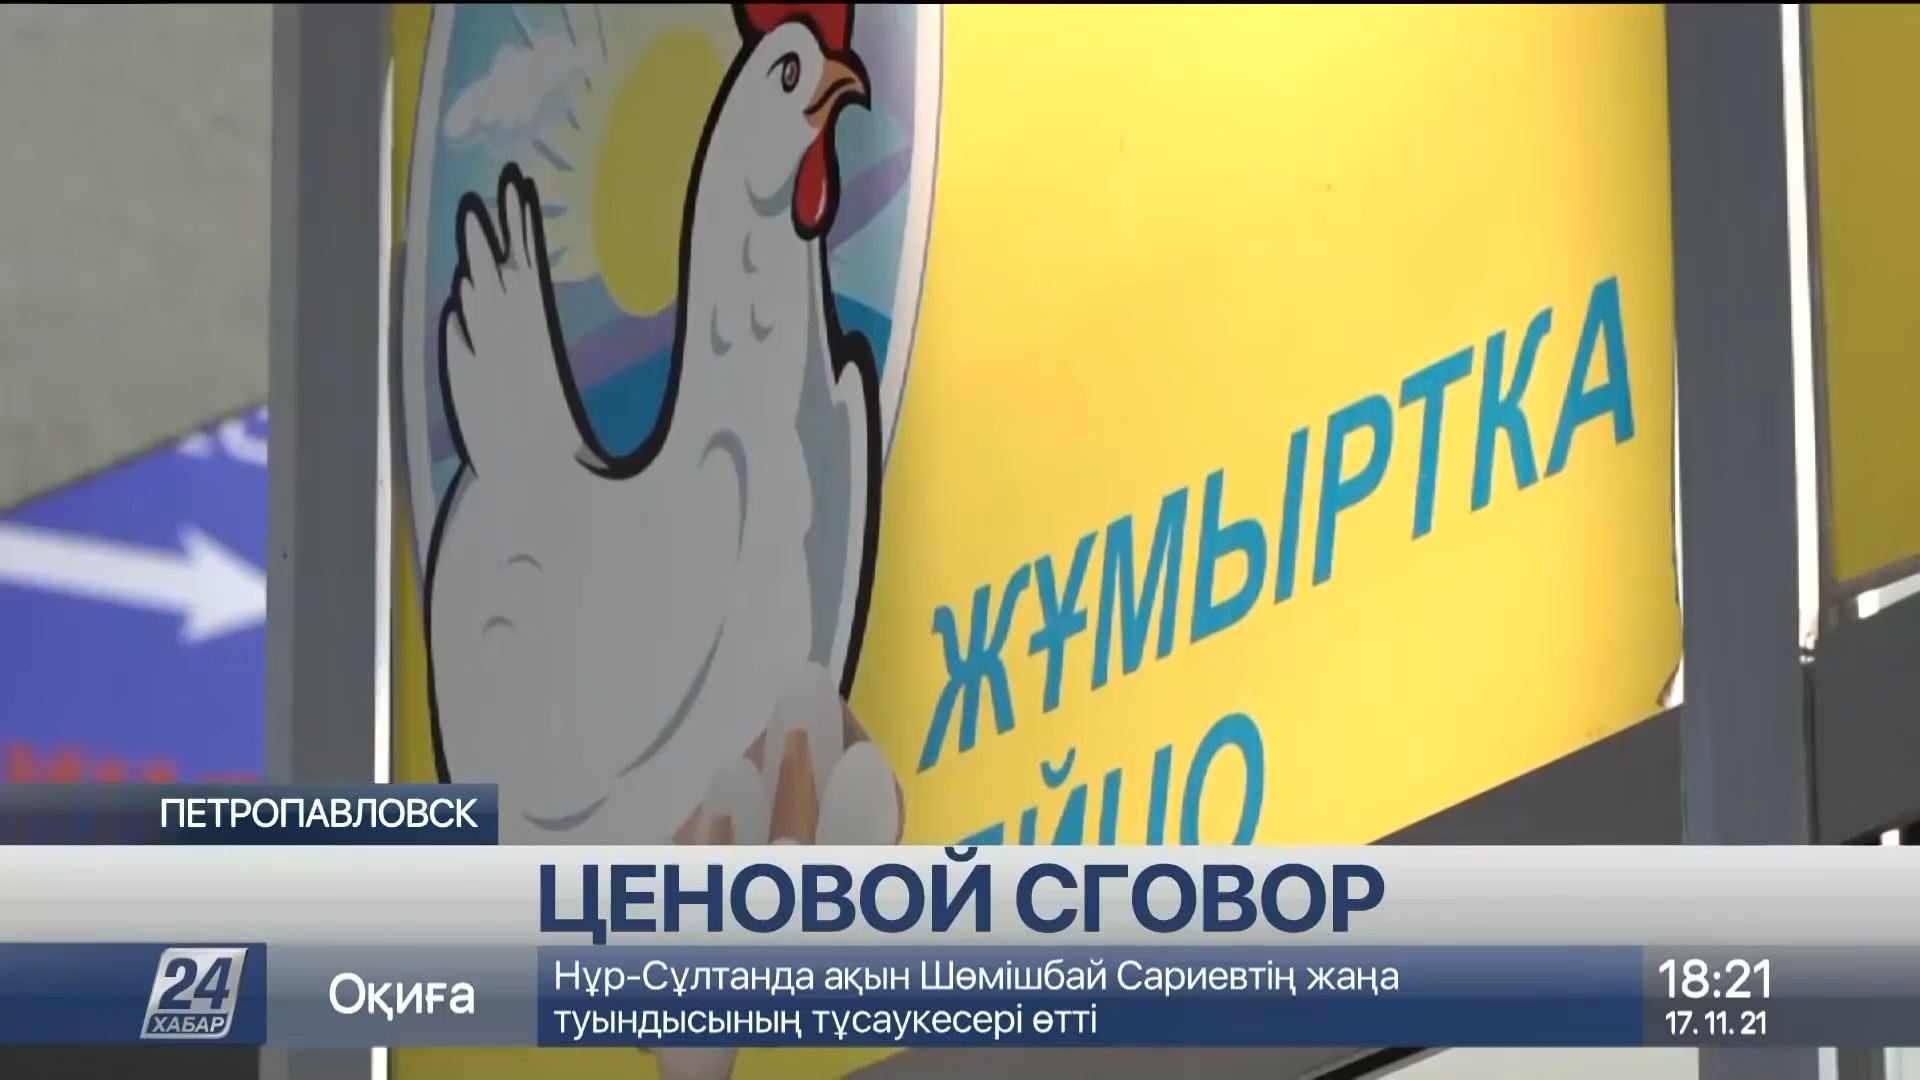 ЖҰМЫРТКА
ПЕТРОПАВЛОВСК
ЦЕНОВОЙ СГОВОР
24
ХАБАР
Оқиға
Нұр-Сұлтанда ақын Шөмішбай Сариевтің жаңа
туындысының тұсаукесері өтті
18:21
17.11.21